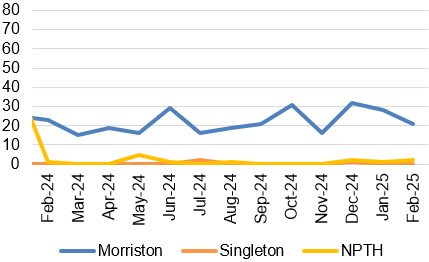 80
70
60
50
40
30
20
10
0
Feb-24
Mar-24
Apr-24
May-24
Jun-24
Jul-24
Aug-24
Sep-24
Oct-24
Nov-24
Dec-24
Jan-25
Feb-25
Morriston
Singleton
NPTH